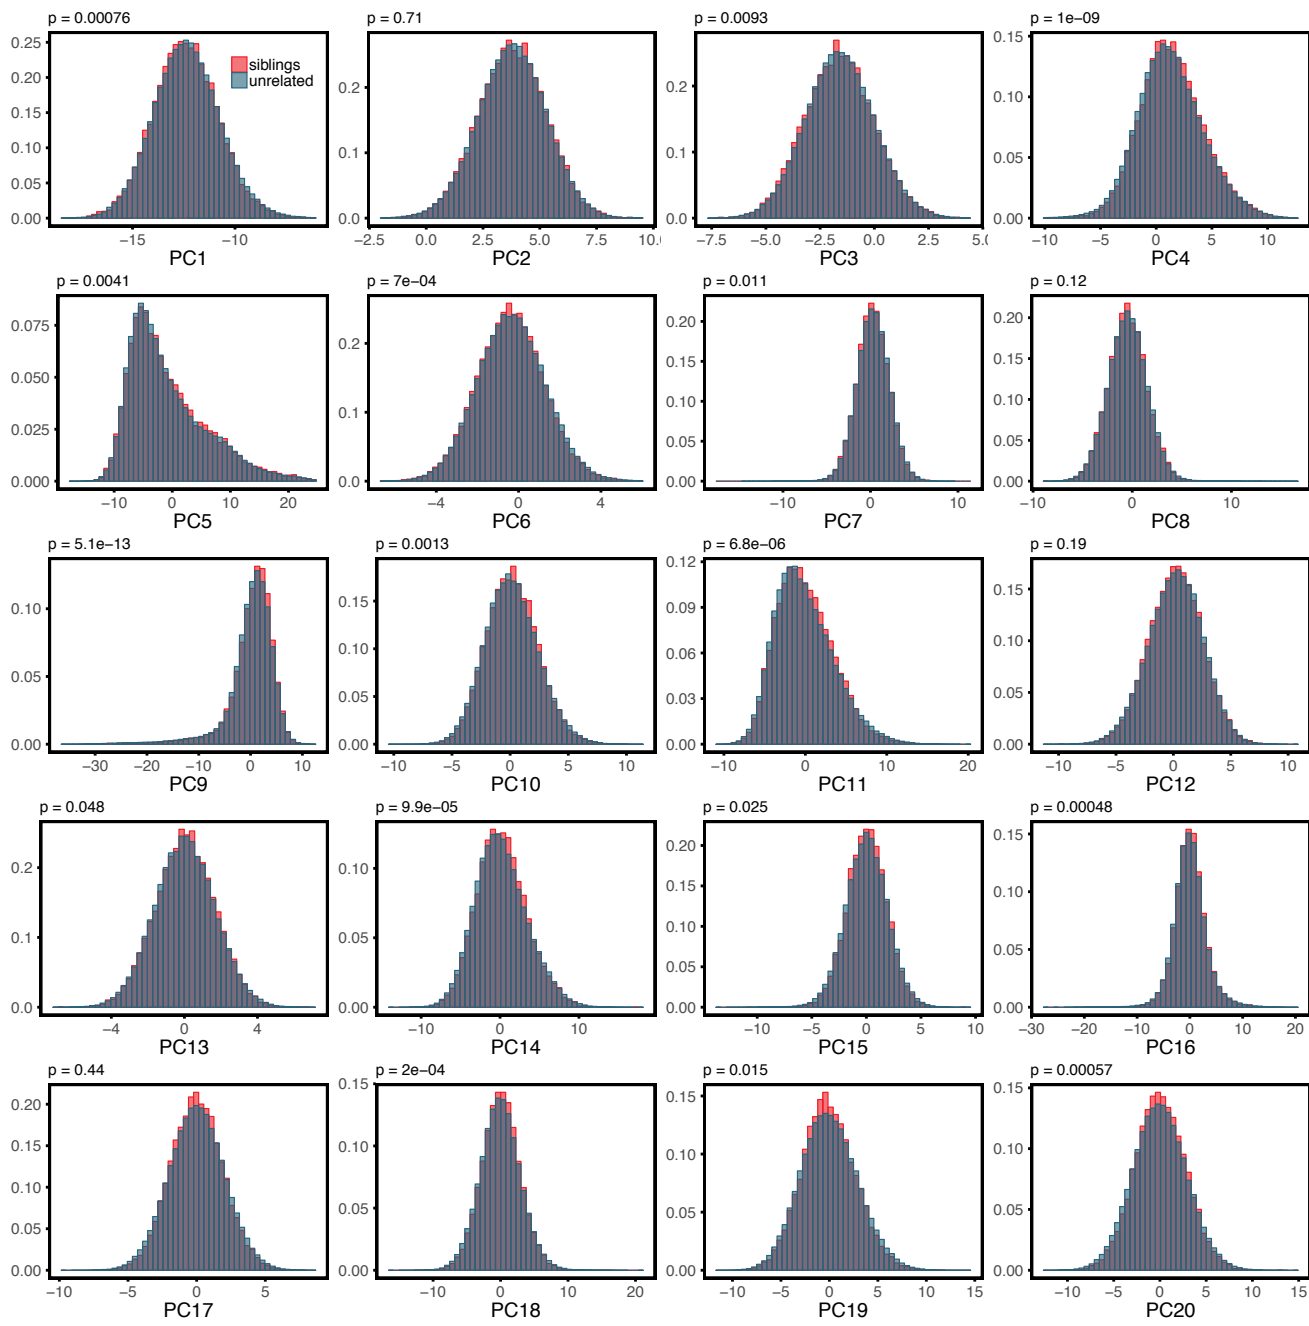 p = 0.00076
0.25
0.20
0.15
0.10
0.05
0.00
siblings
unrelated
−15 −10
PC1
p = 0.71
0.2
0.1
0.0
−2.5 0.0 2.5 5.0 7.5 10.0
PC2
p = 0.0093
0.2
0.1
0.0
−7.5 −5.0 −2.5 0.0 2.5 5.0
PC3
p = 1e−09
0.15
0.10
0.05
0.00
−10 −5 0 5 10
PC4
p = 0.0041
0.075
0.050
0.025
0.000
−10 0 10 20
PC5
p = 7e−04
0.2
0.1
0.0
−4 0 4
PC6
p = 0.011
0.20
0.15
0.10
0.05
0.00
−10 0 10
PC7
p = 0.12
0.20
0.15
0.10
0.05
0.00
−10 0 10
PC8
p = 5.1e−13
0.10
0.05
0.00
−30 −20 −10 0 10
PC9
p = 0.0013
0.15
0.10
0.05
0.00
−10 −5 0 5 10
PC10
p = 6.8e−06
0.12
0.09
0.06
0.03
0.00
−10 0 10 20
PC11
p = 0.19
0.15
0.10
0.05
0.00
−10 −5 0 5 10
PC12
p = 0.048
0.2
0.1
0.0
−4 0 4
PC13
p = 9.9e−05
0.10
0.05
0.00
−10 0 10
PC14
p = 0.025
0.20
0.15
0.10
0.05
0.00
−10 −5 0 5 10
PC15
p = 0.00048
0.15
0.10
0.05
0.00
−30 −20 −10 0 10 20
PC16
p = 0.44
0.20
0.15
0.10
0.05
0.00
−10 −5 0 5
PC17
p = 2e−04
0.15
0.10
0.05
0.00
−10 0 10 20
PC18
p = 0.015
0.15
0.10
0.05
0.00
−10 −5 0 5 10 15
PC19
p = 0.00057
0.15
0.10
0.05
0.00
−10 −5 0 5 10 15
PC20